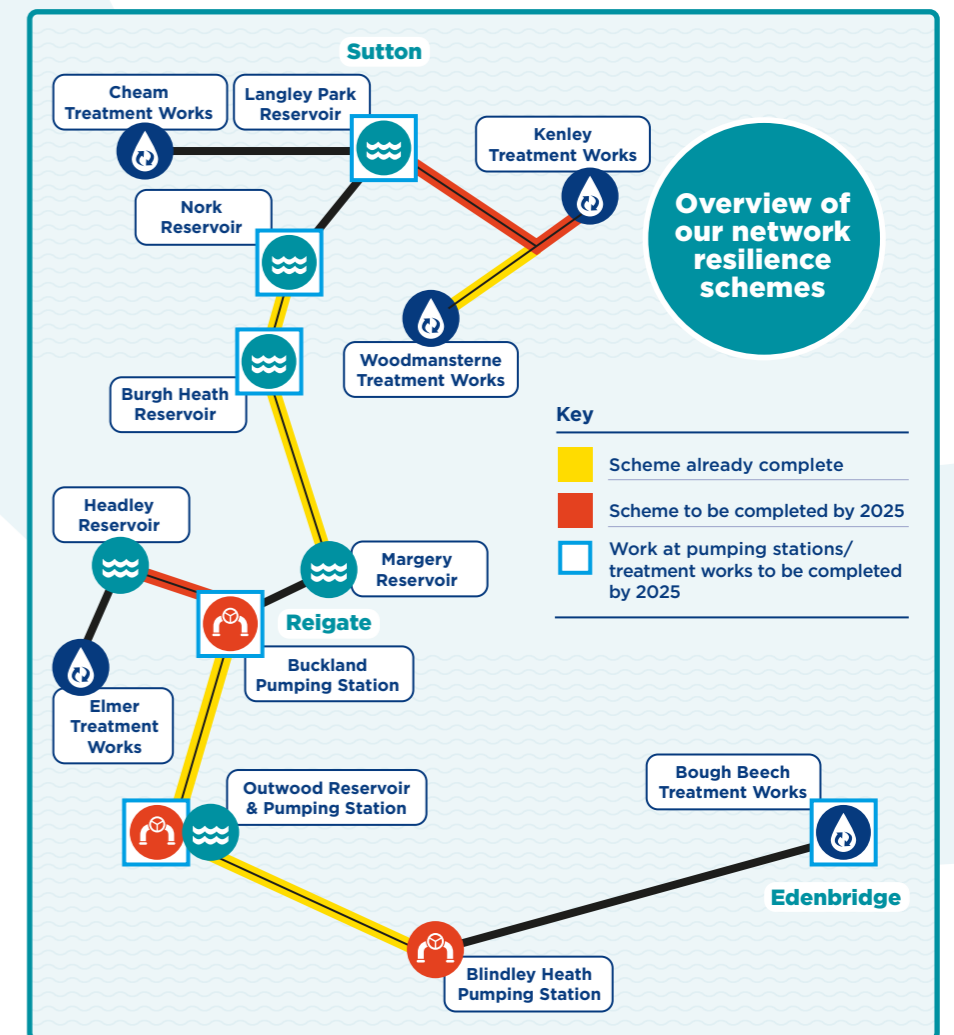 Sutton
Cheam
Treatment Works
Langley Park
Reservoir
Kenley
Treatment Works
Nork
Reservoir
Overview of
our network
resilience
schemes
Woodmansterne
Treatment Works
Burgh Heath
Reservoir
Key
Scheme already complete
Scheme to be completed by 2025
Work at pumping stations/
treatment works to be completed
by 2025
Headley
Reservoir
Margery
Reservoir
Reigate
Buckland
Pumping Station
Elmer
Treatment
Works
Outwood Reservoir
& Pumping Station
Bough Beech
Treatment Works
Edenbridge
Blindley Heath
Pumping Station